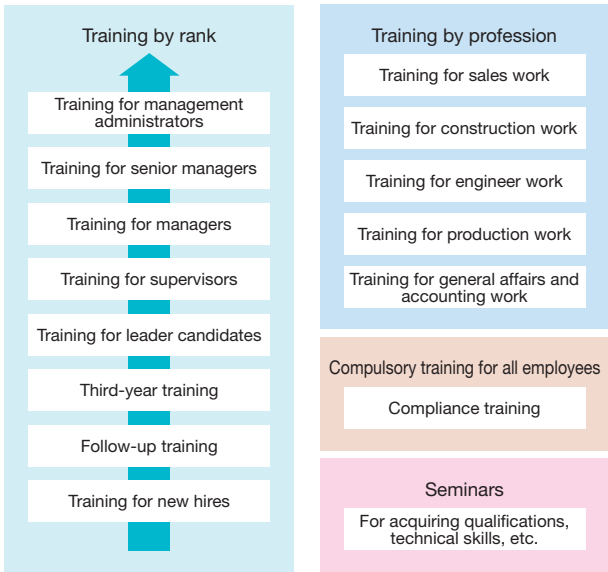 Training by rank
Training for management
administrators
Training for senior managers
Training for managers
Training for supervisors
Training for leader candidates
Third-year training
Follow-up training
Training for new hires
Training by profession
Training for sales work
Training for construction work
Training for engineer work
Training for production work
Training for general affairs and
accounting work
Compulsory training for all employees
Compliance training
Seminars
For acquiring qualifications,
technical skills, etc.